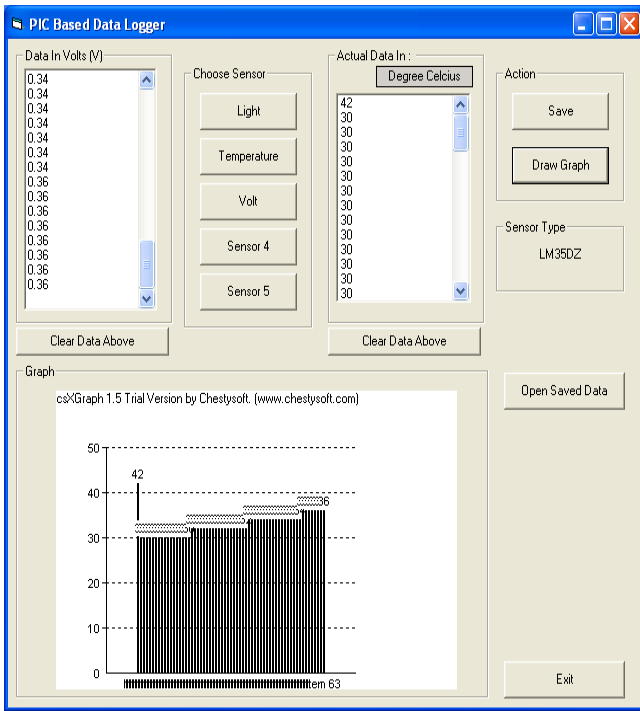 PIC Based Data Logger
Data In Volts (V)
0.34
0.34
0.34
0.34
0.34
0.34
0.34
0.36
0.36
0.36
0.36
0.36
0.36
0.36
0.36
Clear Data Above
Choose Sensor
Light
Temperature
Volt
Sensor 4
Sensor 5
Actual Data In :
Degree Celcius
42
30
30
30
30
30
30
30
30
30
30
30
30
30
Clear Data Above
Action
Save
Draw Graph
Sensor Type
LM35DZ
Open Saved Data
Graph
csXGraph 1.5 Trial Version by Chestysoft. (www.chestysoft.com)
50
42
40
36
30
20
10
0
63
Exit